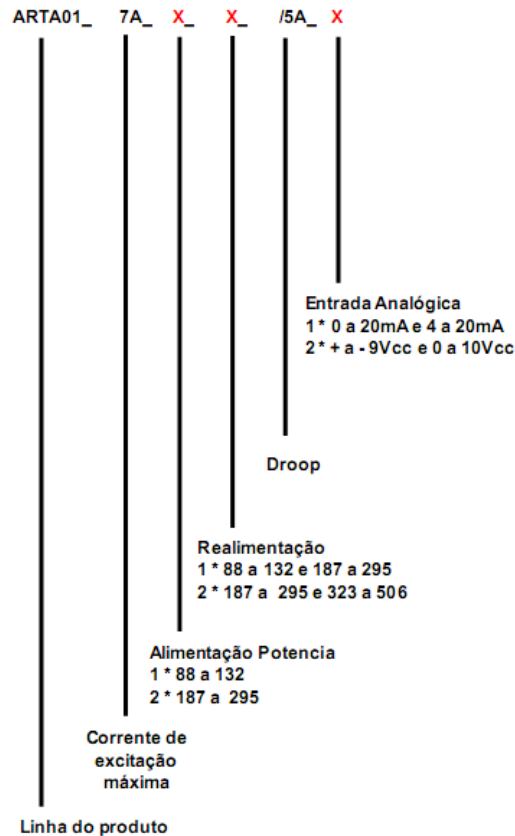 ARTA01_ 7A_ X_ X_ /5A_ X
Entrada Analógica
1 * 0 a 20mA e 4 a 20mA
2 * + a - 9Vcc e 0 a 10Vcc
Droop
Realimentação
1 * 88 a 132 e 187 a 295
2 * 187 a 295 e 323 a 506
Alimentação Potencia
1 * 88 a 132
2 * 187 a 295
Corrente de
excitação
máxima
Linha do produto